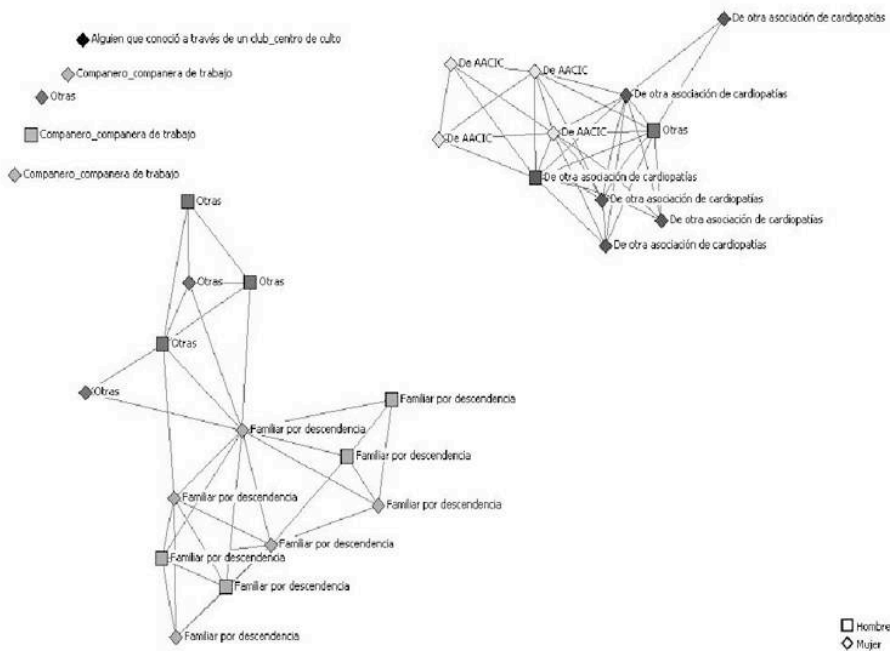 De otra asociación de cardiopatías
Alguien que conoció a través de un club_centro de culto
De AACIC
De AACIC
Companero_companera de trabajo
Otras
De otra asociación de cardiopatías
Otras
Companero_companera de trabajo
De AACIC
De AACIC
Companero_companera de trabajo
De otra asociación de cardiopatías
De otra asociación de cardiopatías
Otras
De otra asociación de cardiopatías
De otra asociación de cardiopatías
Otras
Otras
Otras
Otras
Familiar por descendencia
Familiar por descendencia
Familiar por descendencia
Familiar por descendencia
Familiar por descendencia
Familiar por descendencia
Familiar por descendencia
Familiar por descendencia
Familiar por descendencia
Hombre
Mujer